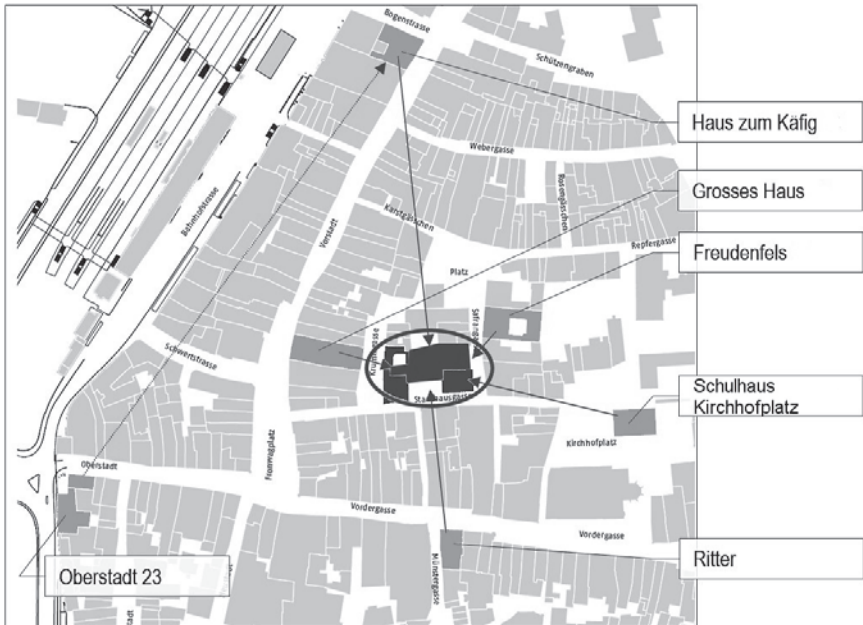 Bogenstrasse
Schützengraben
Haus zum Käfig
Webergasse
Rosengässchen
Bahnhofstrasse
Vorstadt
Karstgässchen
Grosses Haus
Repfergasse
Freudenfels
Platz
Schwertstrasse
Schulhaus
Kirchhofplatz
Kirchhofplatz
Fronwagplatz
Oberstadt
Vordergasse
Vordergasse
Ritter
Münstergasse
Oberstadt 23